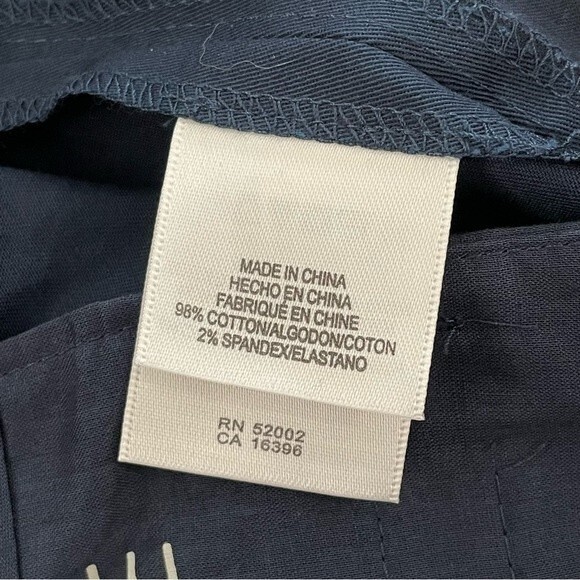 MADE IN CHINA
HECHO EN CHINA
FABRIQUÉ EN CHINE
98% COTTON/ALGODON/COTON
2% SPANDEX/ELASTANO
RN 52002
CA 16396